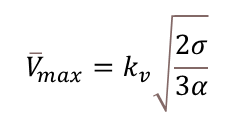 V̄max = kv √(2σ/3α)